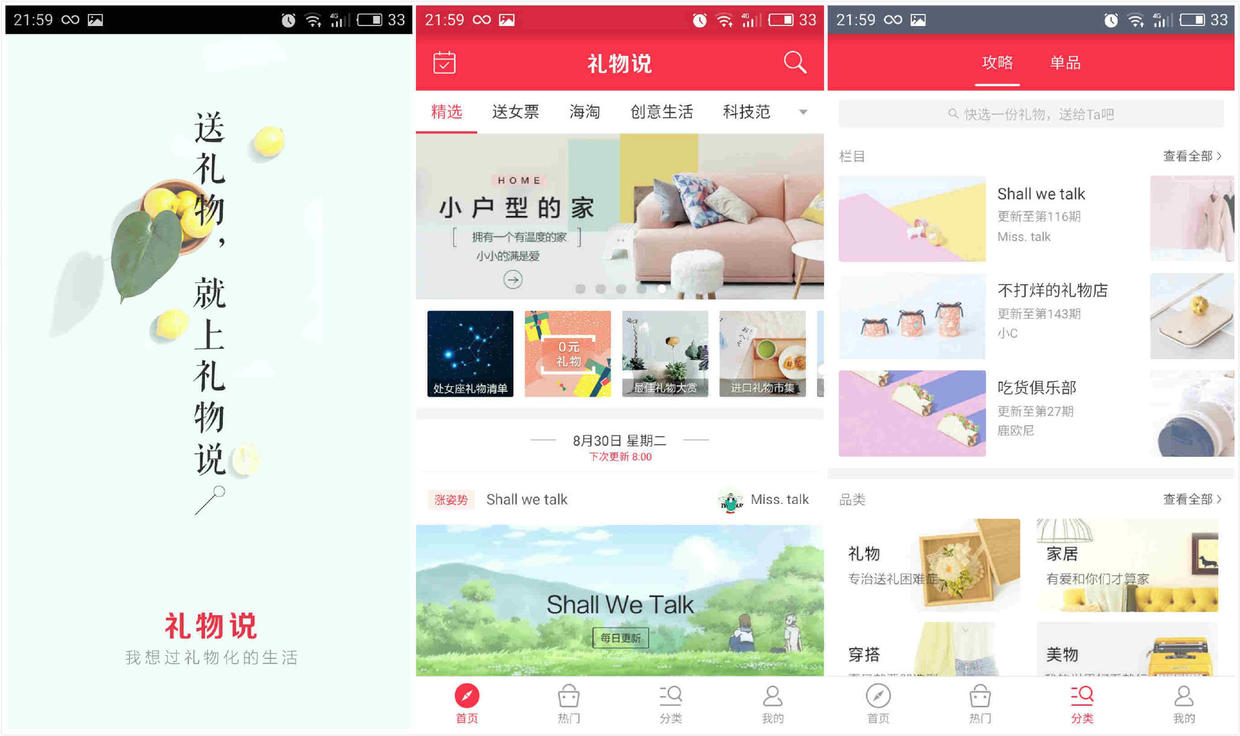 21:59
4G
33
送礼物，就上礼物说
礼物说
我想过礼物化的生活
21:59
4G
33
礼物说
精选 送女票 海淘 创意生活 科技范
HOME
小户型的家
拥有一个有温度的家
小小的满是爱
处女座礼物清单
0元
礼物
最佳礼物大赏
进口礼物市集
8月30日 星期二
下次更新 8:00
涨姿势 Shall we talk Miss. talk
Shall We Talk
每日更新
首页 热门 分类 我的
21:59
4G
33
攻略 单品
快选一份礼物，送给Ta吧
栏目 查看全部
Shall we talk
更新至第116期
Miss. talk
不打烊的礼物店
更新至第143期
小C
吃货俱乐部
更新至第27期
鹿欧尼
品类 查看全部
礼物
专治送礼困难症
家居
有爱和你们才算家
穿搭
美物
首页 热门 分类 我的